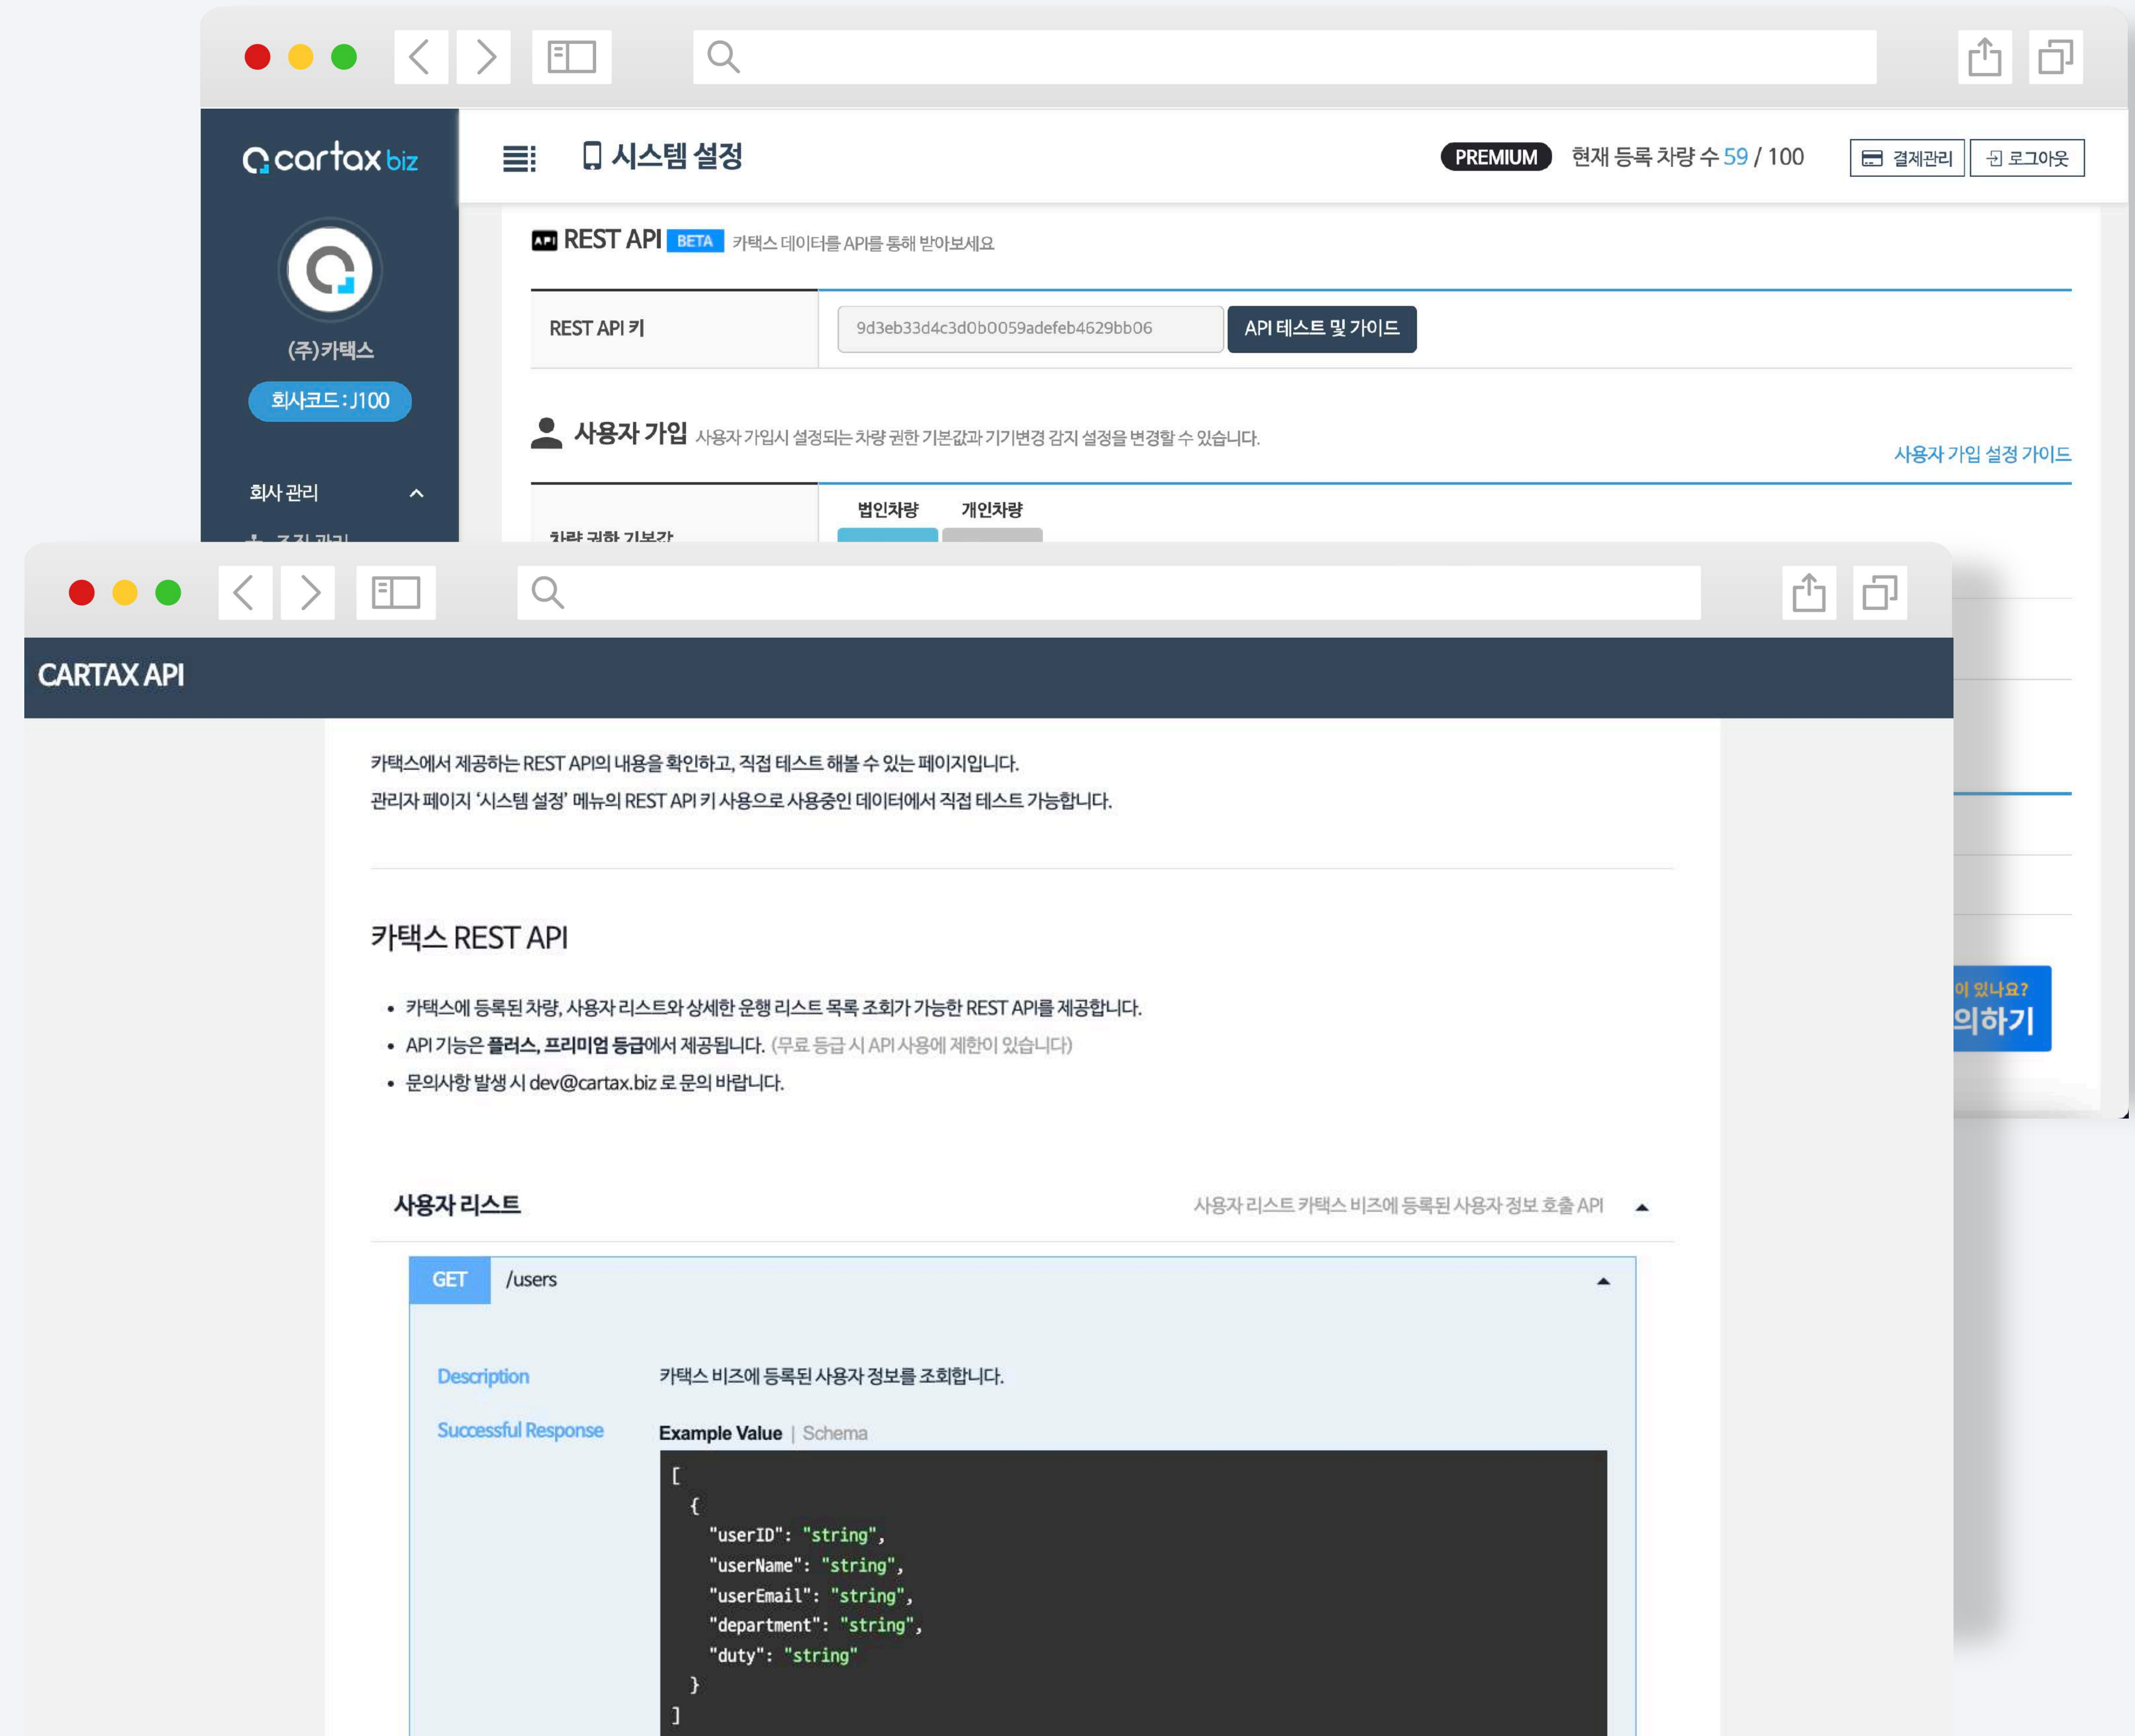 cartax biz
시스템 설정
PREMIUM 현재 등록 차량 수 59 / 100
결제관리
로그아웃
(주)카택스
회사코드 : J100
회사 관리
API REST API BETA 카택스 데이터를 API를 통해 받아보세요
REST API 키
9d3eb33d4c3d0b0059adefeb4629bb06
API 테스트 및 가이드
사용자 가입 사용자 가입시 설정되는 차량 권한 기본값과 기기변경 감지 설정을 변경할 수 있습니다.
사용자 가입 설정 가이드
법인차량 개인차량
차량 권한 기본값
이 있나요?
의하기
CARTAX API
카택스에서 제공하는 REST API의 내용을 확인하고, 직접 테스트 해볼 수 있는 페이지입니다.
관리자 페이지 ‘시스템 설정’ 메뉴의 REST API 키 사용으로 사용중인 데이터에서 직접 테스트 가능합니다.
카택스 REST API
• 카택스에 등록된 차량, 사용자 리스트와 상세한 운행 리스트 목록 조회가 가능한 REST API를 제공합니다.
• API 기능은 플러스, 프리미엄 등급에서 제공됩니다. (무료 등급 시 API 사용에 제한이 있습니다)
• 문의사항 발생 시 dev@cartax.biz 로 문의 바랍니다.
사용자 리스트
사용자 리스트 카택스 비즈에 등록된 사용자 정보 호출 API
GET /users
Description 카택스 비즈에 등록된 사용자 정보를 조회합니다.
Successful Response Example Value | Schema
[
{
"userID": "string",
"userName": "string",
"userEmail": "string",
"department": "string",
"duty": "string"
}
]